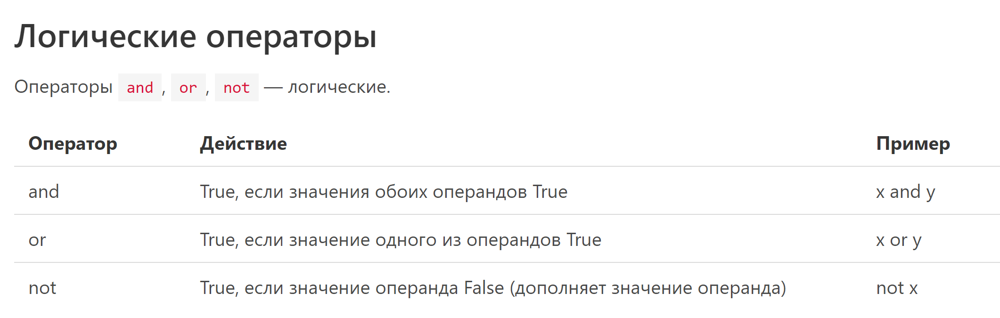 Логические операторы
Операторы and, or, not — логические.
Оператор Действие Пример
and True, если значения обоих операндов True x and y
or True, если значение одного из операндов True x or y
not True, если значение операнда False (дополняет значение операнда) not x